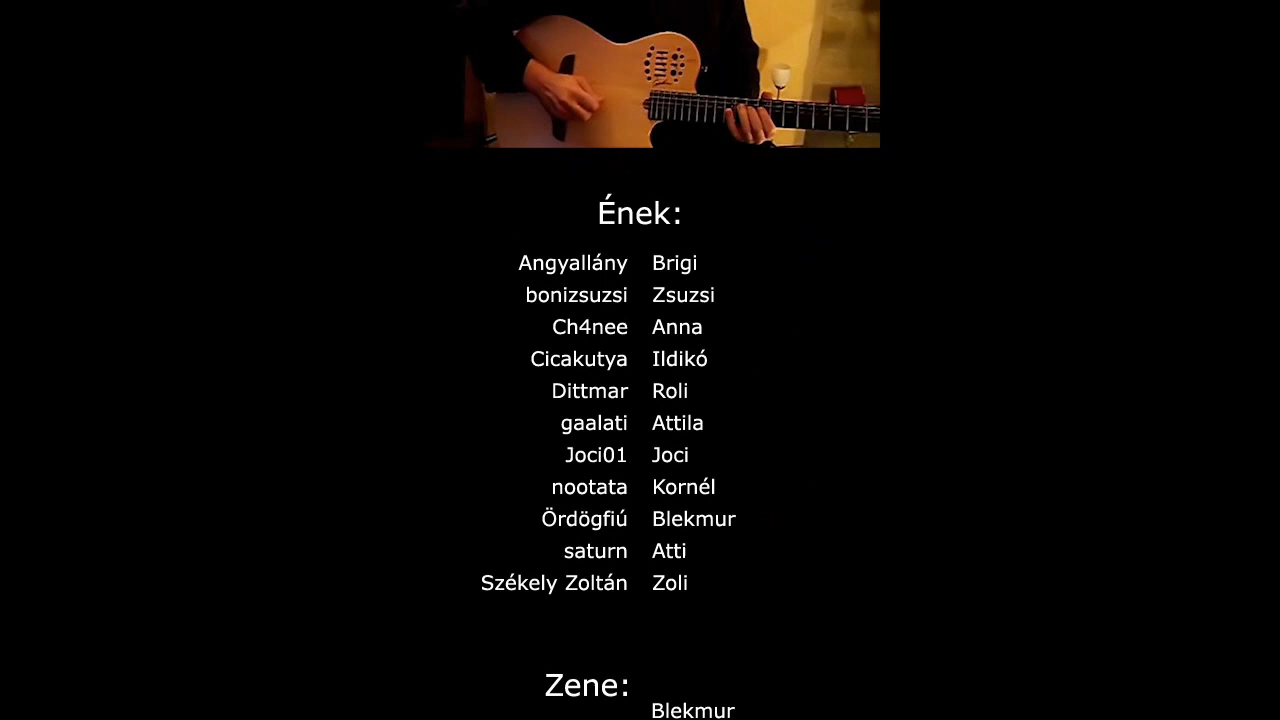 Ének:
Angyallány Brigi
bonizsuzsi Zsuzsi
Ch4nee Anna
Cicakutya Ildikó
Dittmar Roli
gaalati Attila
Joci01 Joci
nootata Kornél
Ördögfiú Blekmur
saturn Atti
Székely Zoltán Zoli
Zene:
Blekmur